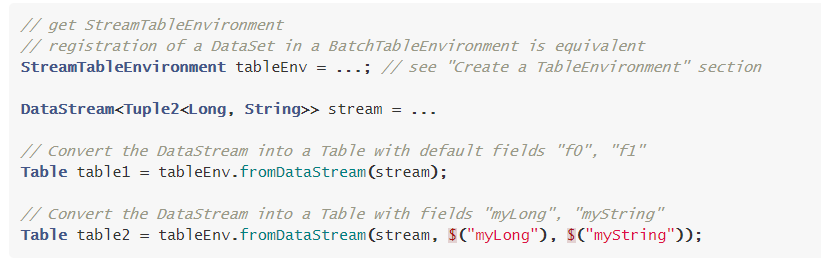 // get StreamTableEnvironment
// registration of a DataSet in a BatchTableEnvironment is equivalent
StreamTableEnvironment tableEnv = ...; // see "Create a TableEnvironment" section
DataStream<Tuple2<Long, String>> stream = ...
// Convert the DataStream into a Table with default fields "f0", "f1"
Table table1 = tableEnv.fromDataStream(stream);
// Convert the DataStream into a Table with fields "myLong", "myString"
Table table2 = tableEnv.fromDataStream(stream, $("myLong"), $("myString"));